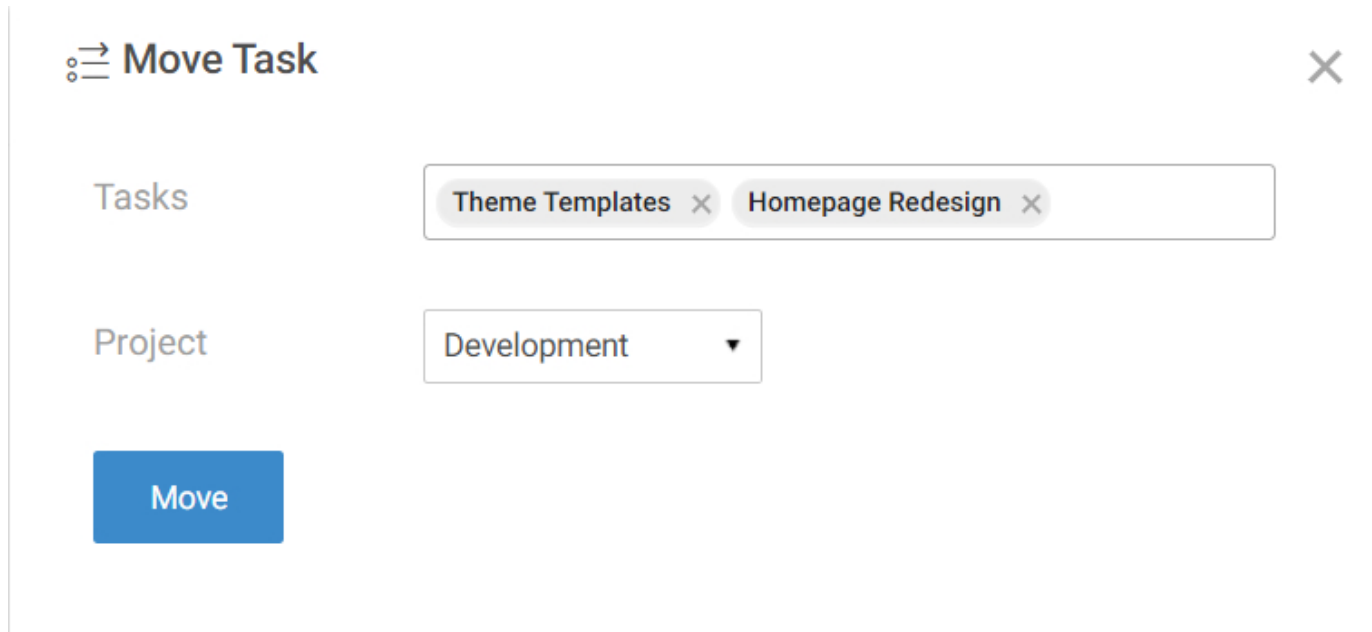 Move Task
Tasks Theme Templates Homepage Redesign
Project Development
Move